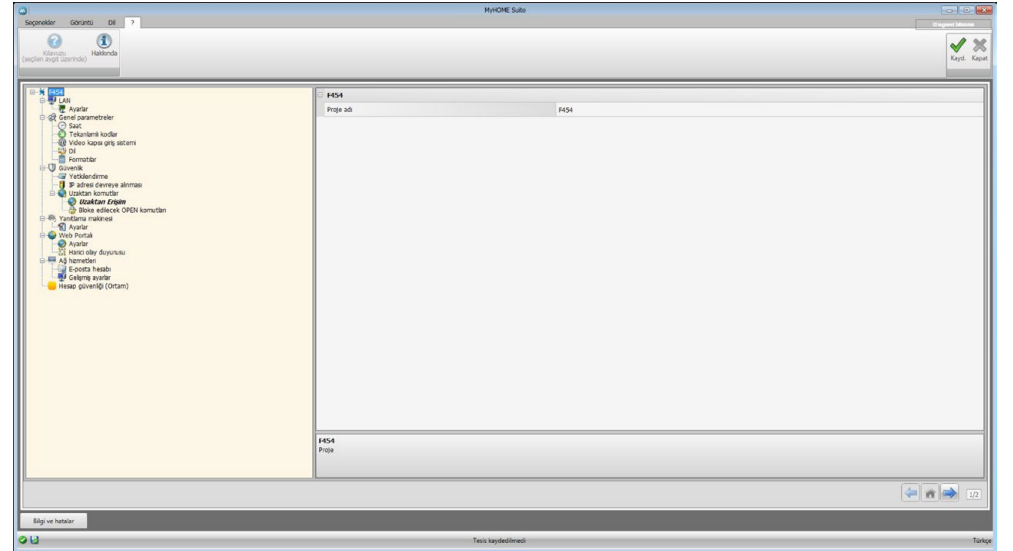 MyHOME Suite
Seçenekler Görüntü Dil ?
Kılavuzu Hakkında
(seçilen aygıt üzerinde)
Kayd. Kapat
F454
LAN
Ayarlar
Genel parametreler
Saat
Tekanlamlı kodlar
Video kapısı giriş sistemi
Dil
Formatlar
Güvenlik
Yetkilendirme
IP adresi devreye alınması
Uzaktan komutlar
Uzaktan Erişim
Bloke edilecek OPEN komutları
Yanıtlama makinesi
Ayarlar
Web Portalı
Ayarlar
Harici olay duyurusu
Ağ hizmetleri
E-posta hesabı
Gelişmiş ayarlar
Hesap güvenliği (Ortam)
F454
Proje adı F454
F454
Proje
1/2
Bilgi ve hatalar
Tesis kaydedilmedi Türkçe